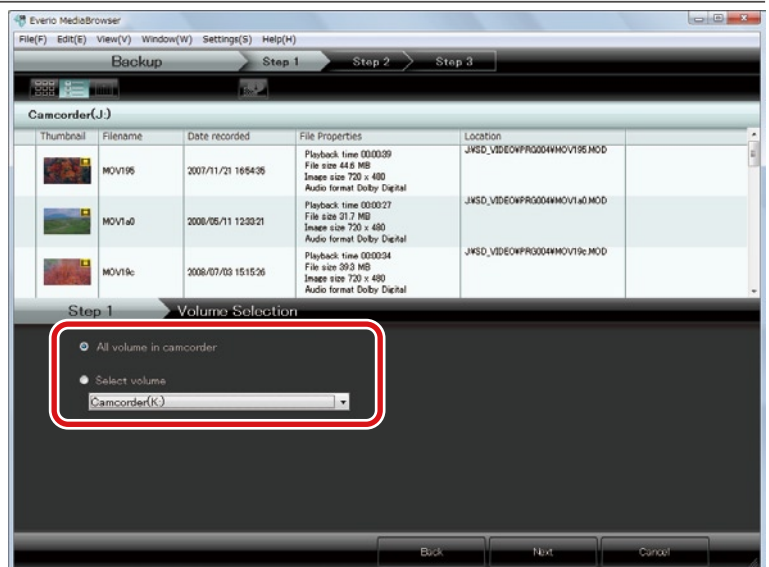 Everio MediaBrowser
File(F) Edit(E) View(V) Window(W) Settings(S) Help(H)
Backup Step 1 Step 2 Step 3
Camcorder(J:)
Thumbnail Filename Date recorded File Properties Location
MOV195 2007/11/21 16:54:35
Playback time 00:00:39
File size 44.6 MB
Image size 720 x 480
Audio format Dolby Digital
J:¥SD_VIDEO¥PRG004¥MOV195.MOD
MOV1a0 2008/05/11 12:33:21
Playback time 00:00:27
File size 31.7 MB
Image size 720 x 480
Audio format Dolby Digital
J:¥SD_VIDEO¥PRG004¥MOV1a0.MOD
MOV19c 2008/07/03 15:15:26
Playback time 00:00:34
File size 39.3 MB
Image size 720 x 480
Audio format Dolby Digital
J:¥SD_VIDEO¥PRG004¥MOV19c.MOD
Step 1 Volume Selection
All volume in camcorder
Select volume
Camcorder(K:)
Back Next Cancel